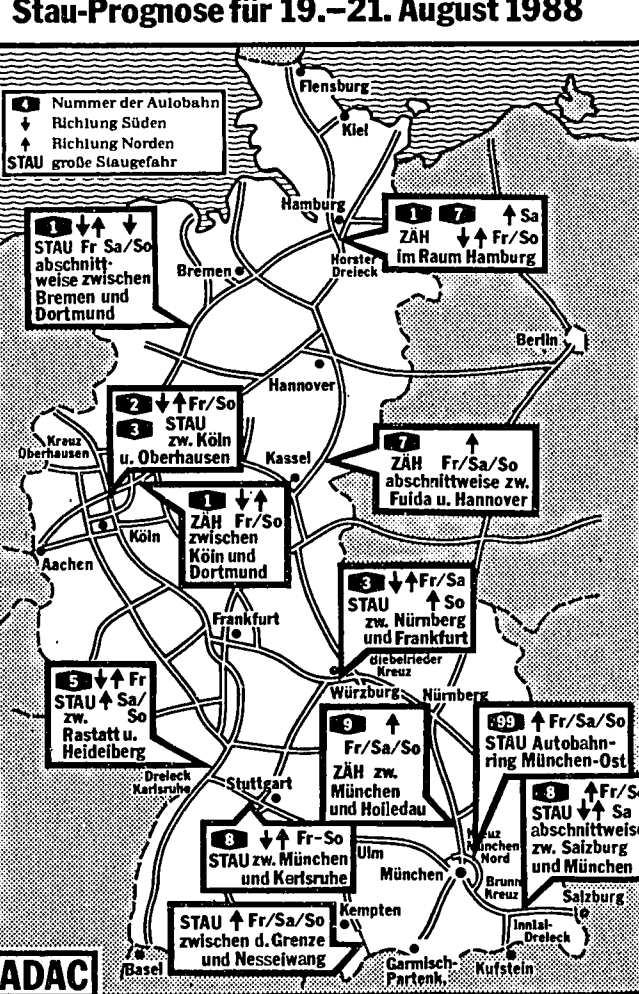 Stau-Prognose für 19.–21. August 1988
4 Nummer der Autobahn
↓ Richtung Süden
↑ Richtung Norden
STAU große Staugefahr
Flensburg
Kiel
Hamburg
1 7 ↑ Sa
ZÄH ↓↑ Fr/So
im Raum Hamburg
1 ↓↑ ↓
STAU Fr Sa/So
abschnitt-
weise zwischen
Bremen und
Dortmund
Bremen
Horster
Dreieck
Berlin
Hannover
2 ↓↑ Fr/So
3 STAU
zw. Köln
u. Oberhausen
Kreuz
Oberhausen
Kassel
7 ↑
ZÄH Fr/Sa/So
abschnittweise zw.
Fulda u. Hannover
1 ↓↑
ZÄH Fr/So
zwischen
Köln und
Dortmund
Köln
Aachen
3 ↓↑ Fr/Sa
STAU ↑ So
zw. Nürnberg
und Frankfurt
Frankfurt
Biebelrieder
Kreuz
Würzburg
Nürnberg
5 ↓↑ Fr
STAU ↑ Sa/
zw. So
Rastatt u.
Heidelberg
9 ↑
Fr/Sa/So
ZÄH zw.
München
und Holledau
99 ↑ Fr/Sa/So
STAU Autobahn-
ring München-Ost
Dreieck
Karlsruhe
Stuttgart
8 ↑ Fr/S
STAU ↓↑ Sa
abschnittweise
zw. Salzburg
und München
8 ↓↑ Fr-So
STAU zw. München
und Karlsruhe
Ulm
Kreuz
München
Nord
München
Brunn
Kreuz
Salzburg
STAU ↑ Fr/Sa/So
zwischen d. Grenze
und Nesselwang
Kempten
Inntal-
Dreieck
ADAC
Basel
Garmisch-
Partenk.
Kufstein